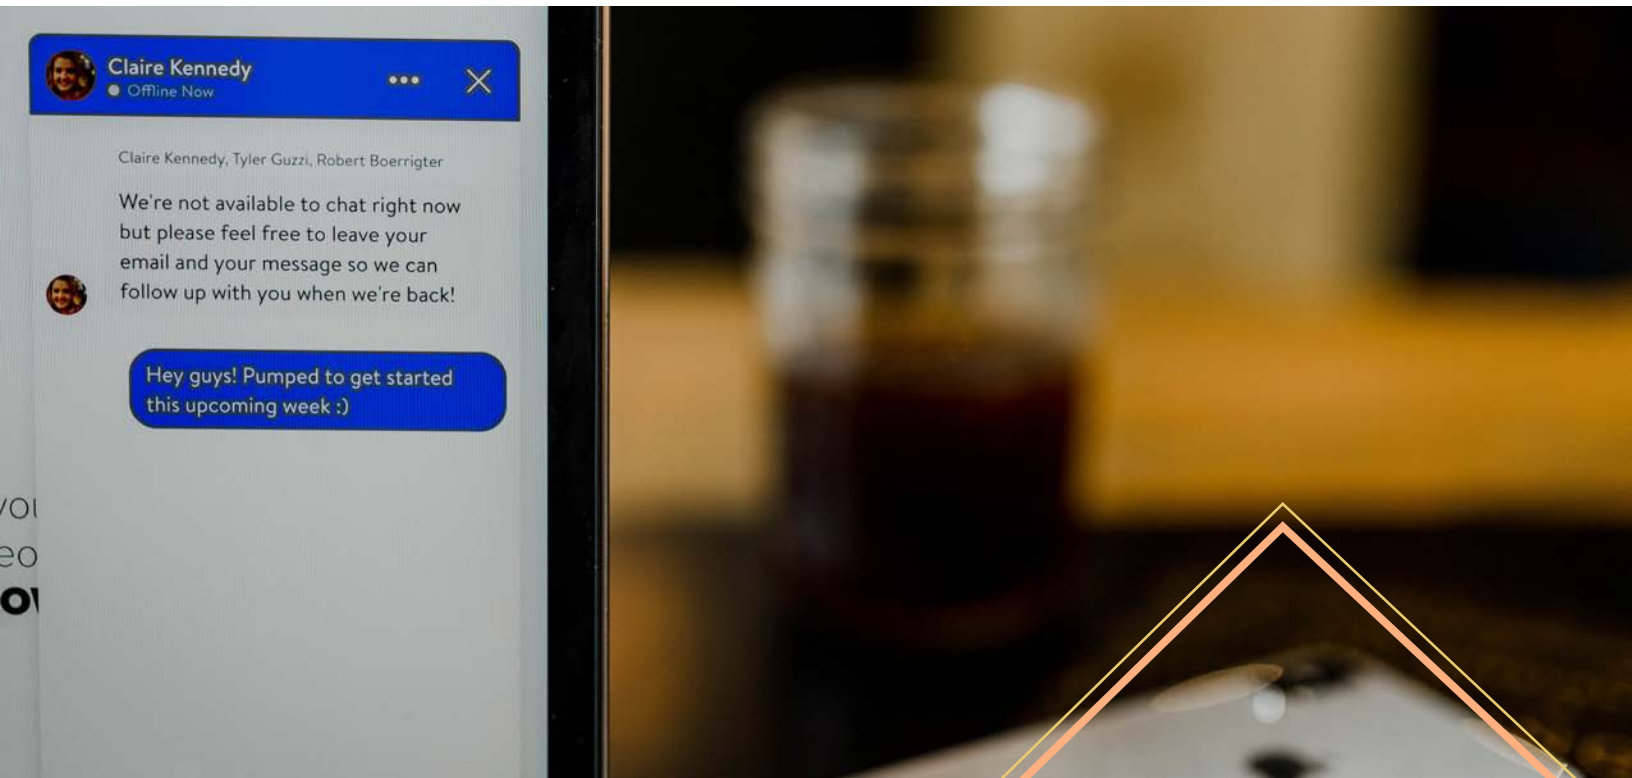 Claire Kennedy
Offline Now
Claire Kennedy, Tyler Guzzi, Robert Boerrigter
We're not available to chat right now
but please feel free to leave your
email and your message so we can
follow up with you when we're back!
Hey guys! Pumped to get started
this upcoming week :)